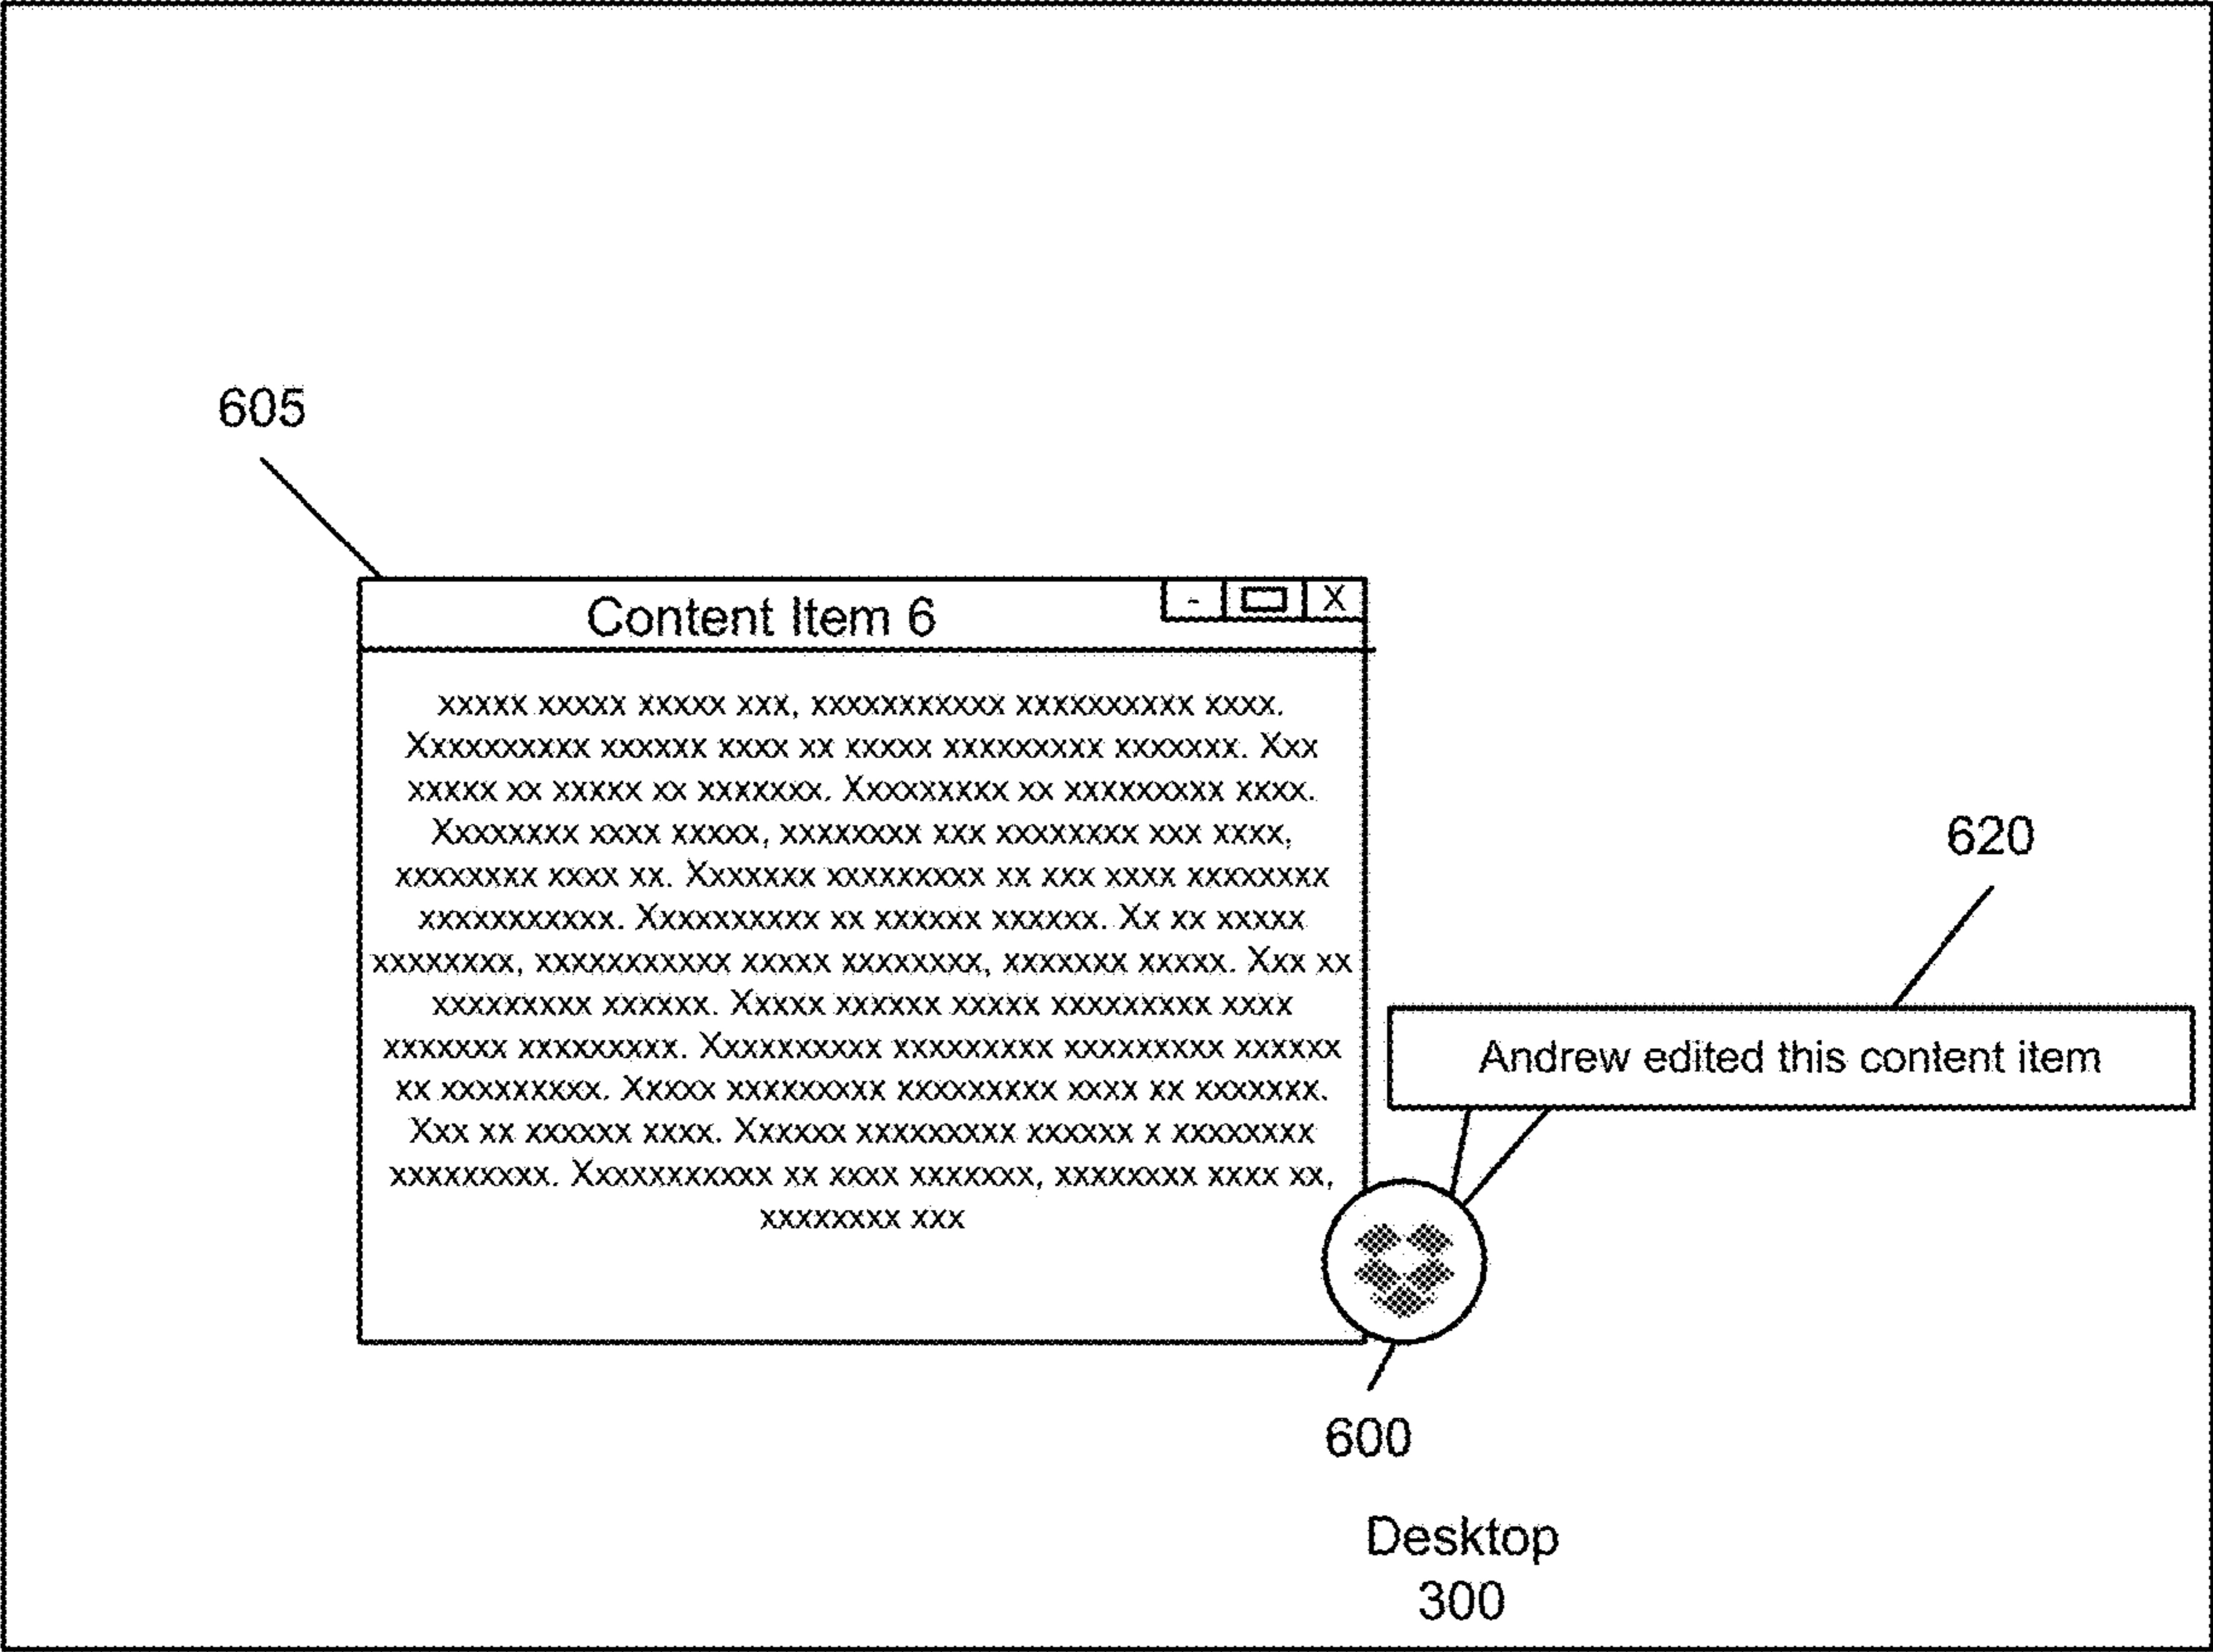 605
Content Item 6
- X
xxxxx xxxxx xxxxx xxx, xxxxxxxxxxx xxxxxxxxxx xxxx.
Xxxxxxxxxx xxxxxx xxxx xx xxxxx xxxxxxxxx xxxxxxx. Xxx
xxxxx xx xxxxx xx xxxxxxx. Xxxxxxxxx xx xxxxxxxxx xxxx.
Xxxxxxxx xxxx xxxxx, xxxxxxxx xxx xxxxxxxx xxx xxxx,
xxxxxxxx xxxx xx. Xxxxxxx xxxxxxxxx xx xxx xxxx xxxxxxxx
xxxxxxxxxxx. Xxxxxxxxxx xx xxxxxx xxxxxx. Xx xx xxxxx
xxxxxxxx, xxxxxxxxxxx xxxxx xxxxxxxx, xxxxxxx xxxxx. Xxx xx
xxxxxxxxx xxxxxx. Xxxxx xxxxxx xxxxx xxxxxxxxx xxxx
xxxxxxx xxxxxxxxx. Xxxxxxxxxx xxxxxxxxx xxxxxxxxx xxxxxx
xx xxxxxxxxx. Xxxxx xxxxxxxxx xxxxxxxxx xxxx xx xxxxxxx.
Xxx xx xxxxxx xxxx. Xxxxxx xxxxxxxxx xxxxxx x xxxxxxxx
xxxxxxxxx. Xxxxxxxxxxx xx xxxx xxxxxxx, xxxxxxxx xxxx xx,
xxxxxxxx xxx
620
Andrew edited this content item
600
Desktop
300